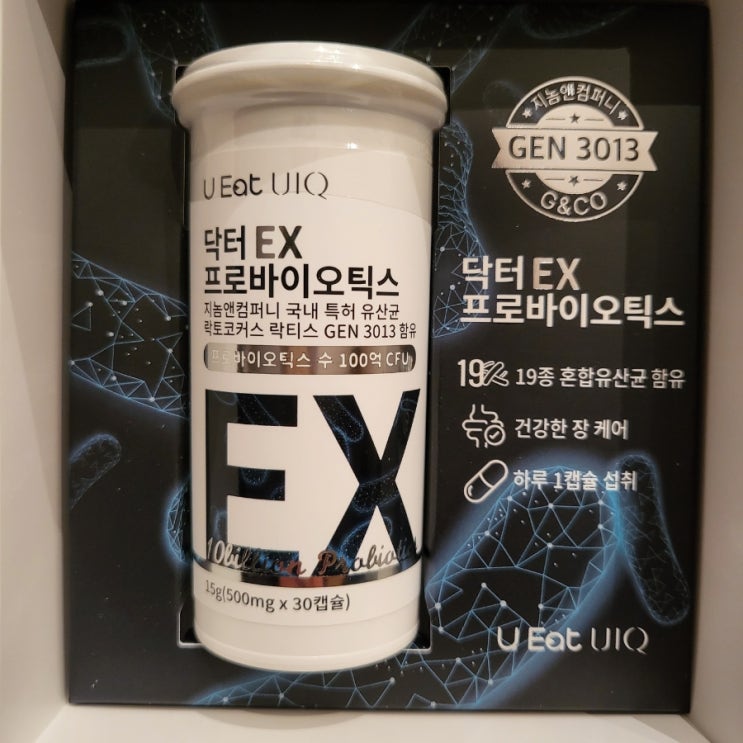 U Eat UIQ
닥터 EX
프로바이오틱스
지놈앤컴퍼니 국내 특허 유산균
락토코커스 락티스 GEN 3013 함유
프로바이오틱스 수 100억 CFU
EX
10billion Probiotics
15g(500mg x 30캡슐)
지놈앤컴퍼니
GEN 3013
G&CO
닥터 EX
프로바이오틱스
19 19종 혼합유산균 함유
건강한 장 케어
하루 1캡슐 섭취
U Eat UIQ